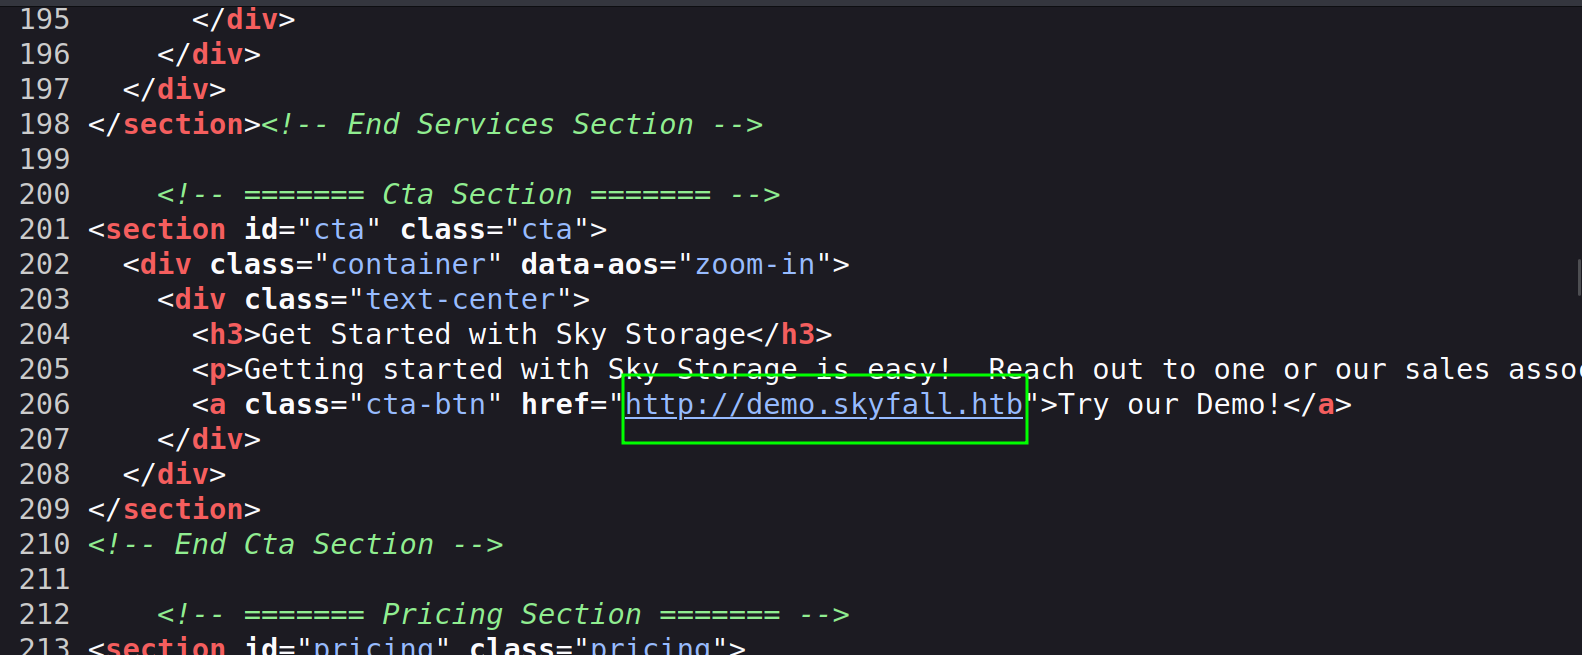 195 </div>
196 </div>
197 </div>
198 </section><!-- End Services Section -->
199
200 <!-- ======= Cta Section ======= -->
201 <section id="cta" class="cta">
202 <div class="container" data-aos="zoom-in">
203 <div class="text-center">
204 <h3>Get Started with Sky Storage</h3>
205 <p>Getting started with Sky Storage is easy!  Reach out to one or our sales assoc
206 <a class="cta-btn" href="http://demo.skyfall.htb">Try our Demo!</a>
207 </div>
208 </div>
209 </section>
210 <!-- End Cta Section -->
211
212 <!-- ======= Pricing Section ======= -->
213 <section id="pricing" class="pricing">